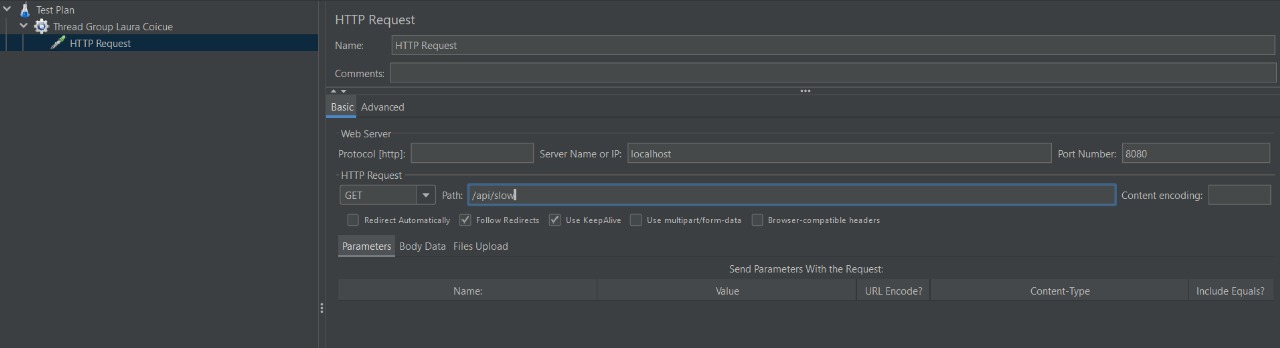 Test Plan
Thread Group Laura Coicue
HTTP Request
HTTP Request
Name: HTTP Request
Comments:
Basic Advanced
Web Server
Protocol [http]: Server Name or IP: localhost Port Number: 8080
HTTP Request
GET Path: /api/slow Content encoding:
Redirect Automatically Follow Redirects Use KeepAlive Use multipart/form-data Browser-compatible headers
Parameters Body Data Files Upload
Send Parameters With the Request:
Name: Value URL Encode? Content-Type Include Equals?